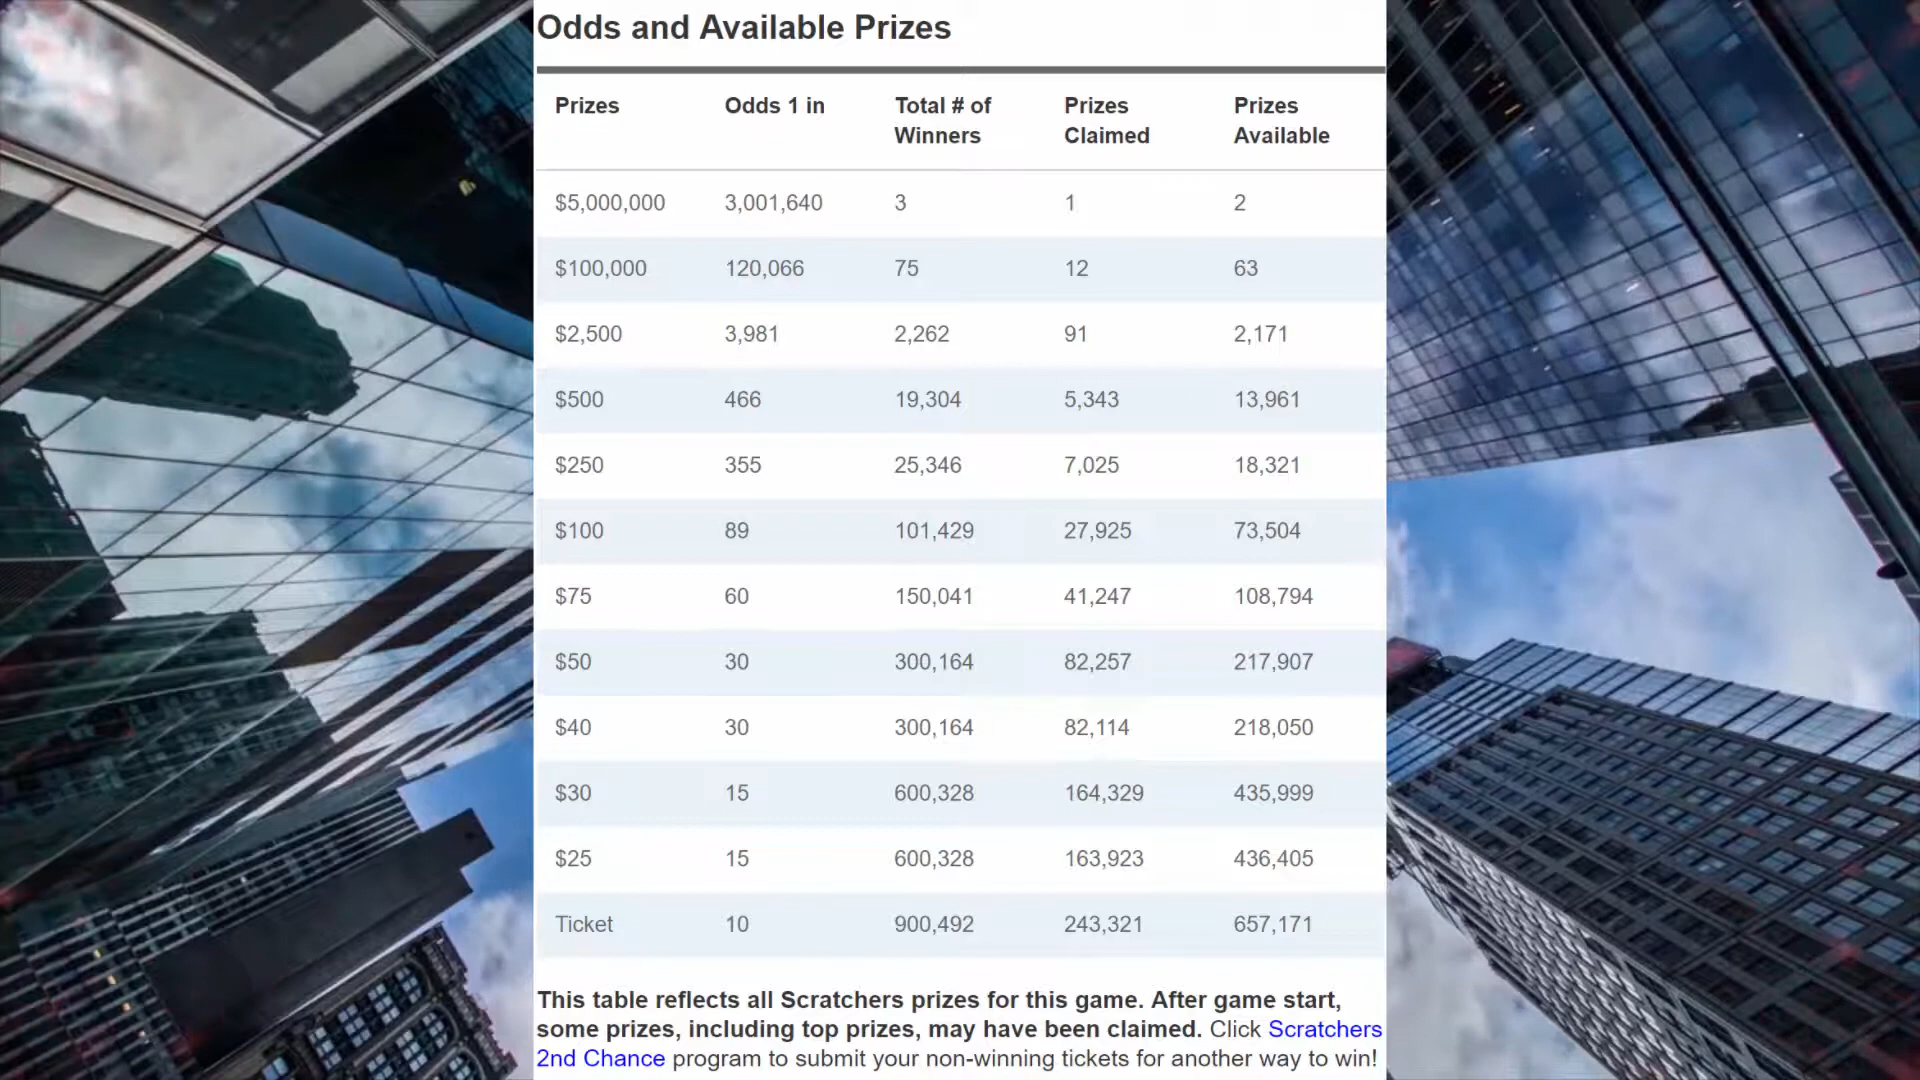 Odds and Available Prizes
Prizes Odds 1 in Total # of Winners Prizes Claimed Prizes Available
$5,000,000 3,001,640 3 1 2
$100,000 120,066 75 12 63
$2,500 3,981 2,262 91 2,171
$500 466 19,304 5,343 13,961
$250 355 25,346 7,025 18,321
$100 89 101,429 27,925 73,504
$75 60 150,041 41,247 108,794
$50 30 300,164 82,257 217,907
$40 30 300,164 82,114 218,050
$30 15 600,328 164,329 435,999
$25 15 600,328 163,923 436,405
Ticket 10 900,492 243,321 657,171
This table reflects all Scratchers prizes for this game. After game start,
some prizes, including top prizes, may have been claimed. Click Scratchers
2nd Chance program to submit your non-winning tickets for another way to win!